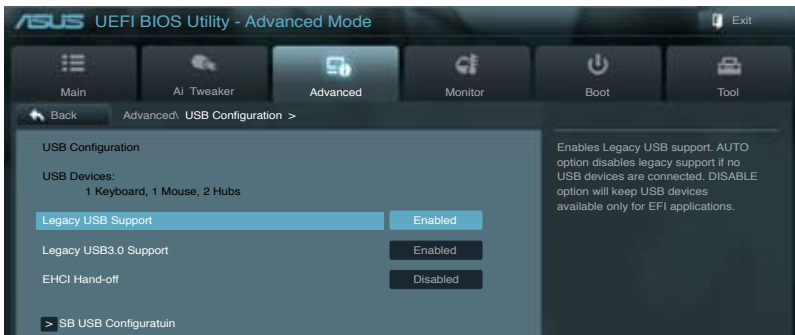 ASUS UEFI BIOS Utility - Advanced Mode
Exit
Main
Ai Tweaker
Advanced
Monitor
Boot
Tool
Back
Advanced\ USB Configuration >
USB Configuration
USB Devices:
1 Keyboard, 1 Mouse, 2 Hubs
Legacy USB Support Enabled
Legacy USB3.0 Support Enabled
EHCI Hand-off Disabled
> SB USB Configuratuin
Enables Legacy USB support. AUTO
option disables legacy support if no
USB devices are connected. DISABLE
option will keep USB devices
available only for EFI applications.